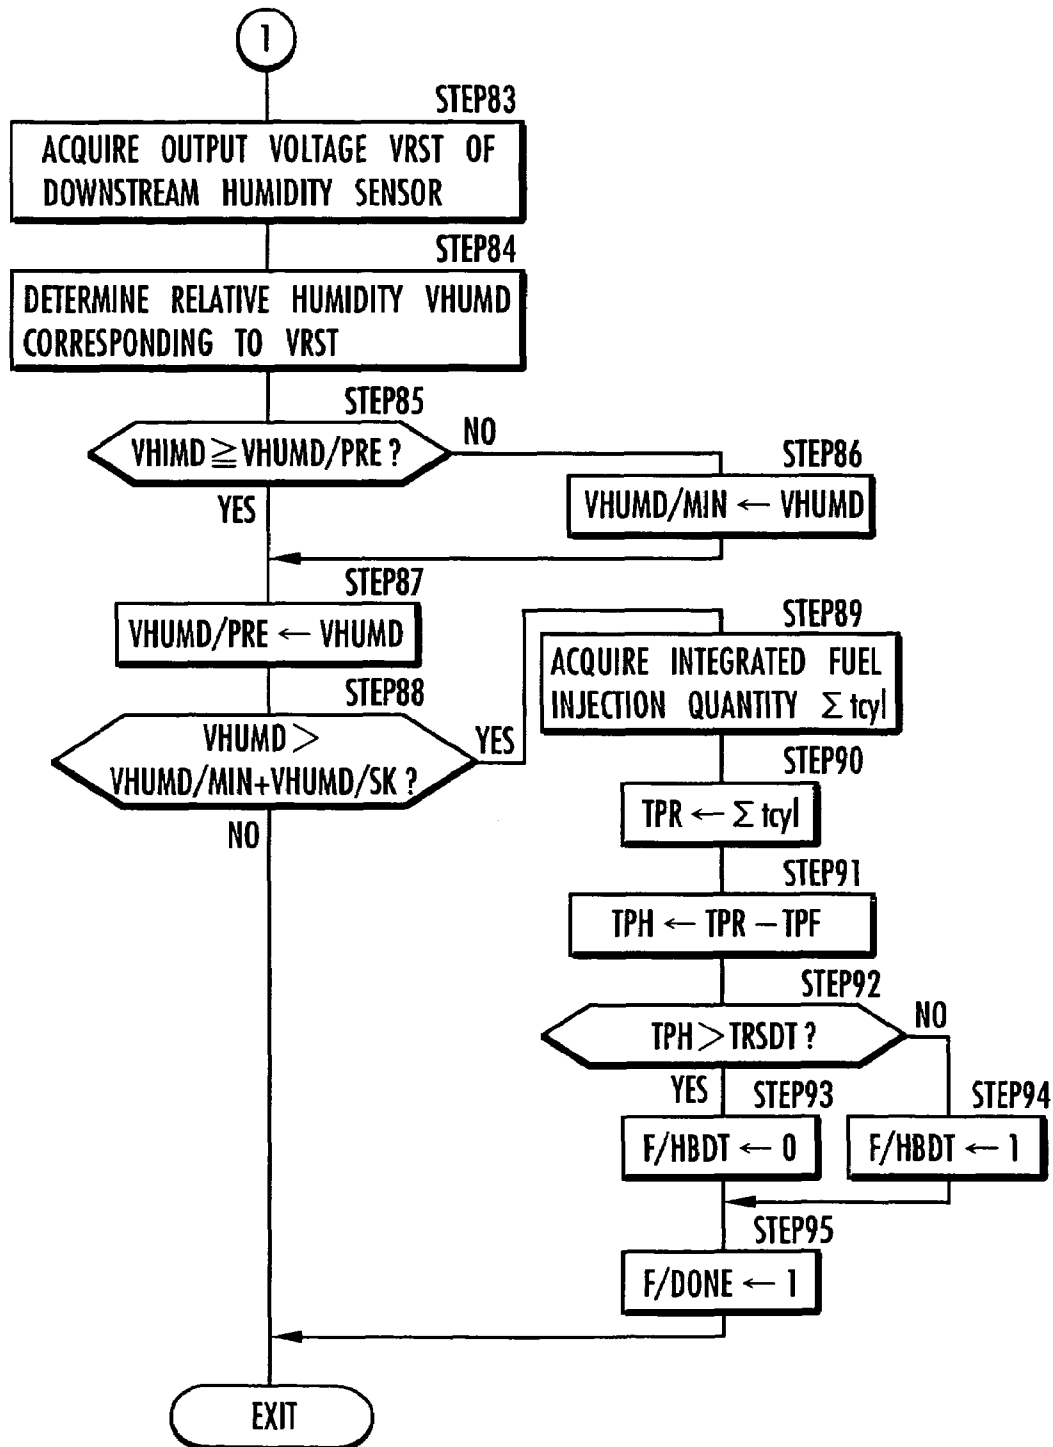 1
STEP83
ACQUIRE OUTPUT VOLTAGE VRST OF
DOWNSTREAM HUMIDITY SENSOR
STEP84
DETERMINE RELATIVE HUMIDITY VHUMD
CORRESPONDING TO VRST
STEP85
VHIMD ≧ VHUMD/PRE ?
NO
YES
STEP86
VHUMD/MIN ← VHUMD
STEP87
VHUMD/PRE ← VHUMD
STEP88
VHUMD >
VHUMD/MIN+VHUMD/SK ?
YES
NO
STEP89
ACQUIRE INTEGRATED FUEL
INJECTION QUANTITY Σ tcyl
STEP90
TPR ← Σ tcyl
STEP91
TPH ← TPR − TPF
STEP92
TPH > TRSDT ?
NO
YES
STEP93
F/HBDT ← 0
STEP94
F/HBDT ← 1
STEP95
F/DONE ← 1
EXIT